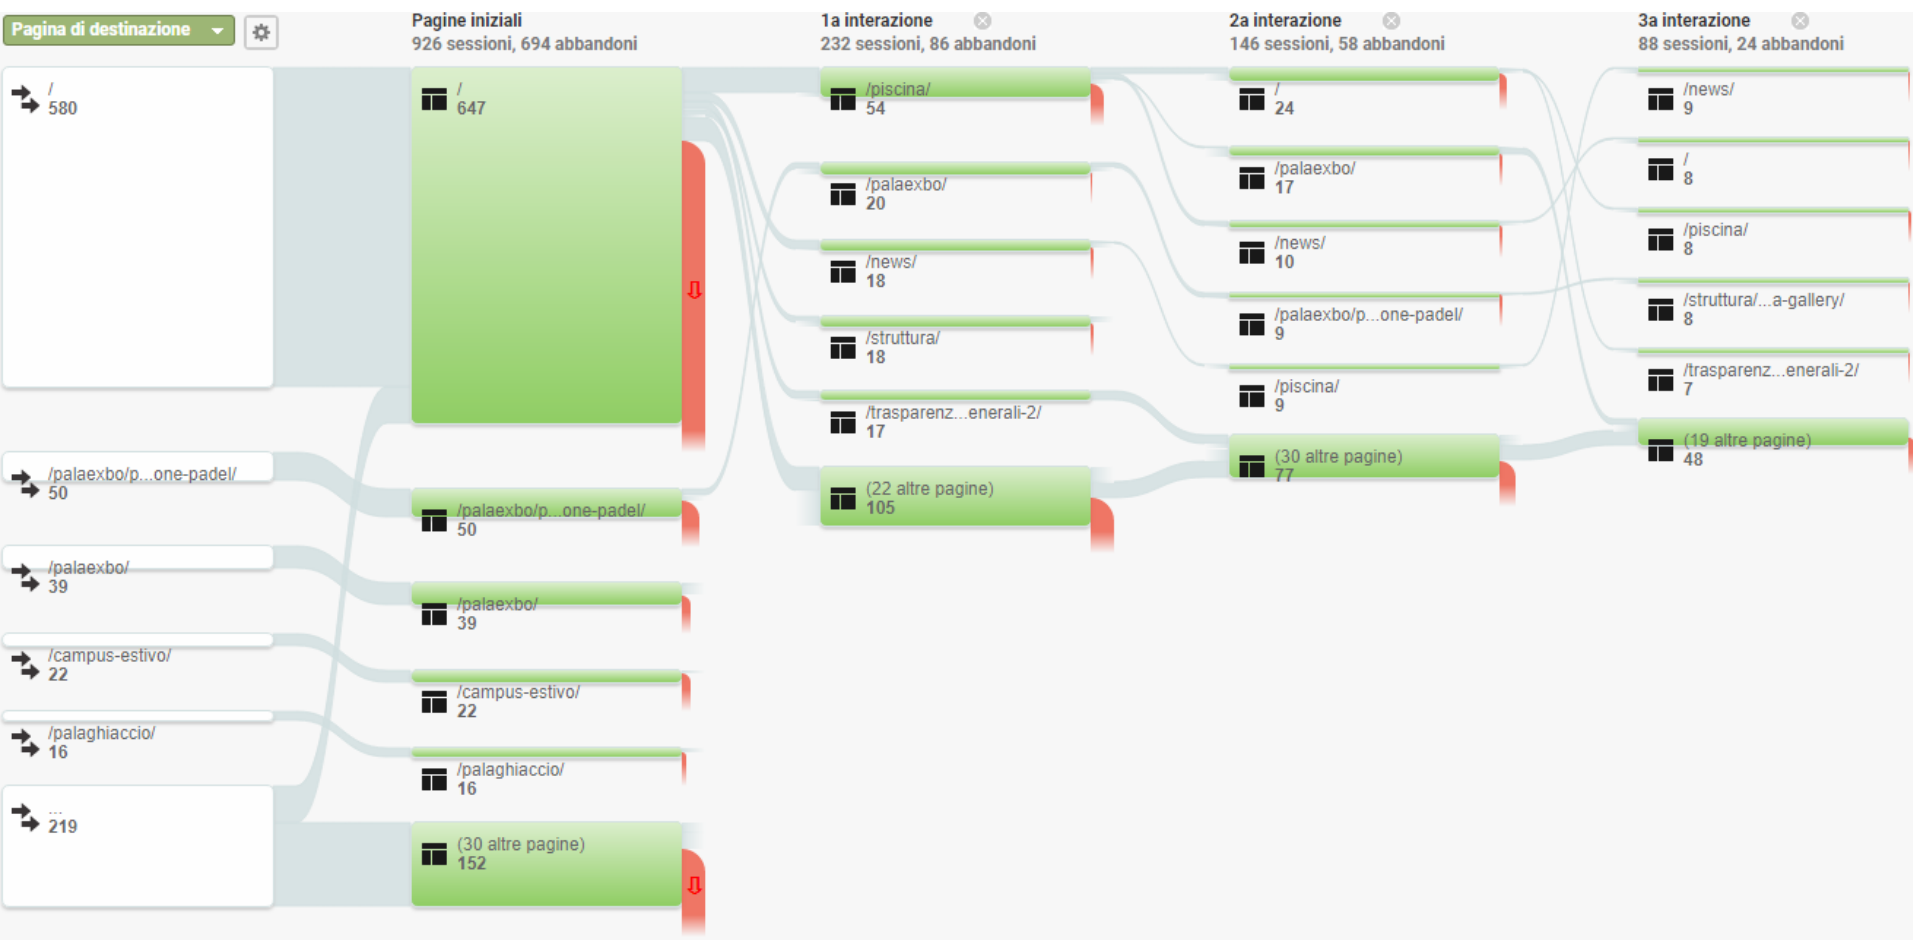 Pagina di destinazione
/
580
/palaexbo/p...one-padel/
50
/palaexbo/
39
/campus-estivo/
22
/palaghiaccio/
16
...
219
Pagine iniziali
926 sessioni, 694 abbandoni
/
647
/palaexbo/p...one-padel/
50
/palaexbo/
39
/campus-estivo/
22
/palaghiaccio/
16
(30 altre pagine)
152
1a interazione
232 sessioni, 86 abbandoni
/piscina/
54
/palaexbo/
20
/news/
18
/struttura/
18
/trasparenz...enerali-2/
17
(22 altre pagine)
105
2a interazione
146 sessioni, 58 abbandoni
/
24
/palaexbo/
17
/news/
10
/palaexbo/p...one-padel/
9
/piscina/
9
(30 altre pagine)
77
3a interazione
88 sessioni, 24 abbandoni
/news/
9
/
8
/piscina/
8
/struttura/...a-gallery/
8
/trasparenz...enerali-2/
7
(19 altre pagine)
48